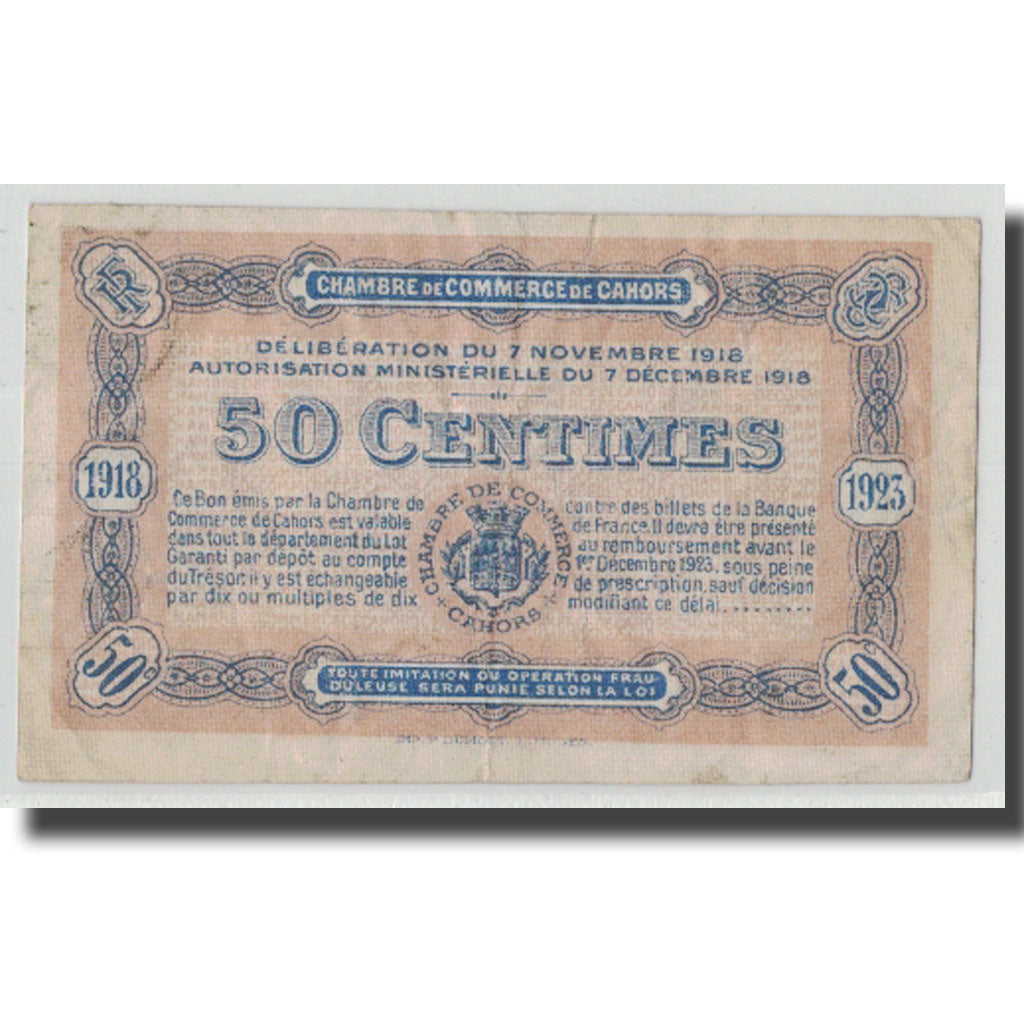 CHAMBRE DE COMMERCE DE CAHORS
DÉLIBÉRATION DU 7 NOVEMBRE 1918
AUTORISATION MINISTÉRIELLE DU 7 DÉCEMBRE 1918
50 CENTIMES
1918
1923
Ce Bon émis par la Chambre de
Commerce de Cahors est valable
dans tout le département du Lot
Garanti par dépôt au compte
du Trésor: il y est échangeable
par dix ou multiples de dix
CHAMBRE DE COMMERCE
CAHORS
contre des billets de la Banque
de France. Il devra être présenté
au remboursement avant le
1er Décembre 1923. sous peine
de prescription, sauf décision
modifiant ce délai.........
50
TOUTE IMITATION OU OPERATION FRAU-
DULEUSE SERA PUNIE SELON LA LOI
50